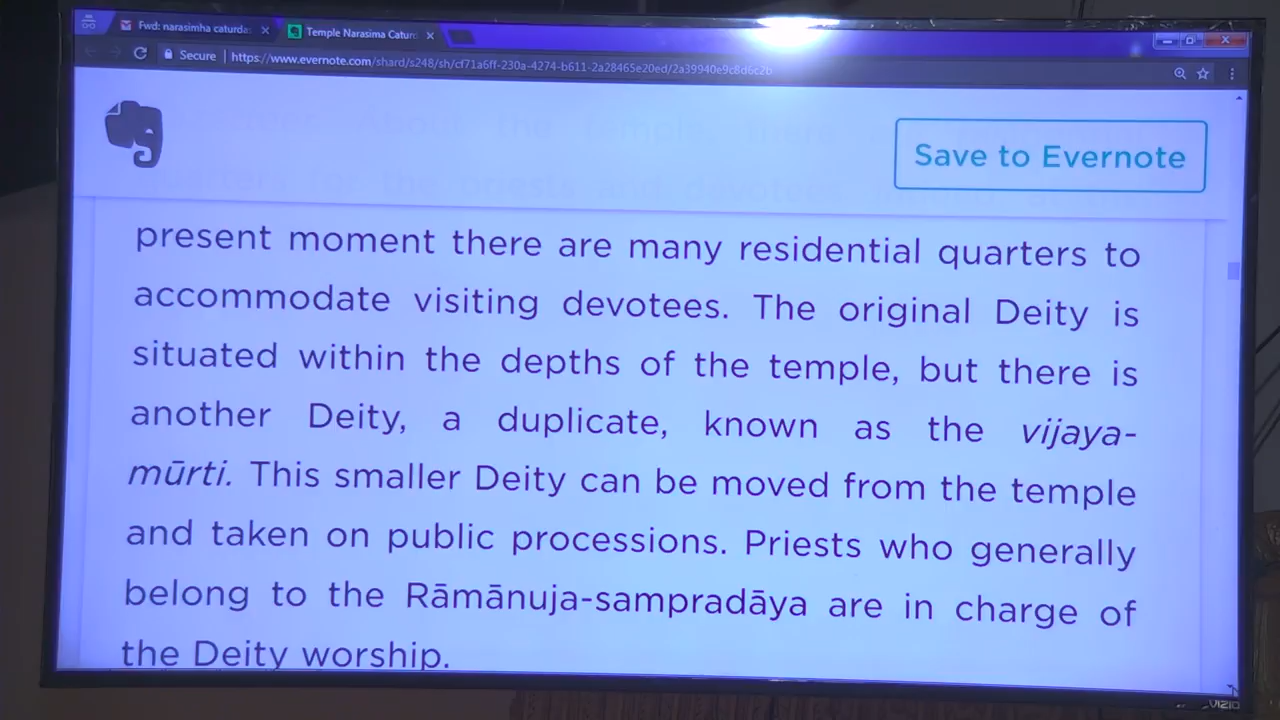 Fwd: narasimha caturda
Temple Narasima Caturd
Secure
https://www.evernote.com/shard/s248/sh/cf71a6ff-230a-4274-b611-2a28465e20ed/2a39940e9c8d6c2b
Save to Evernote
present moment there are many residential quarters to
accommodate visiting devotees. The original Deity is
situated within the depths of the temple, but there is
another Deity, a duplicate, known as the vijaya-
mūrti. This smaller Deity can be moved from the temple
and taken on public processions. Priests who generally
belong to the Rāmānuja-sampradāya are in charge of
the Deity worship.
VIZIO